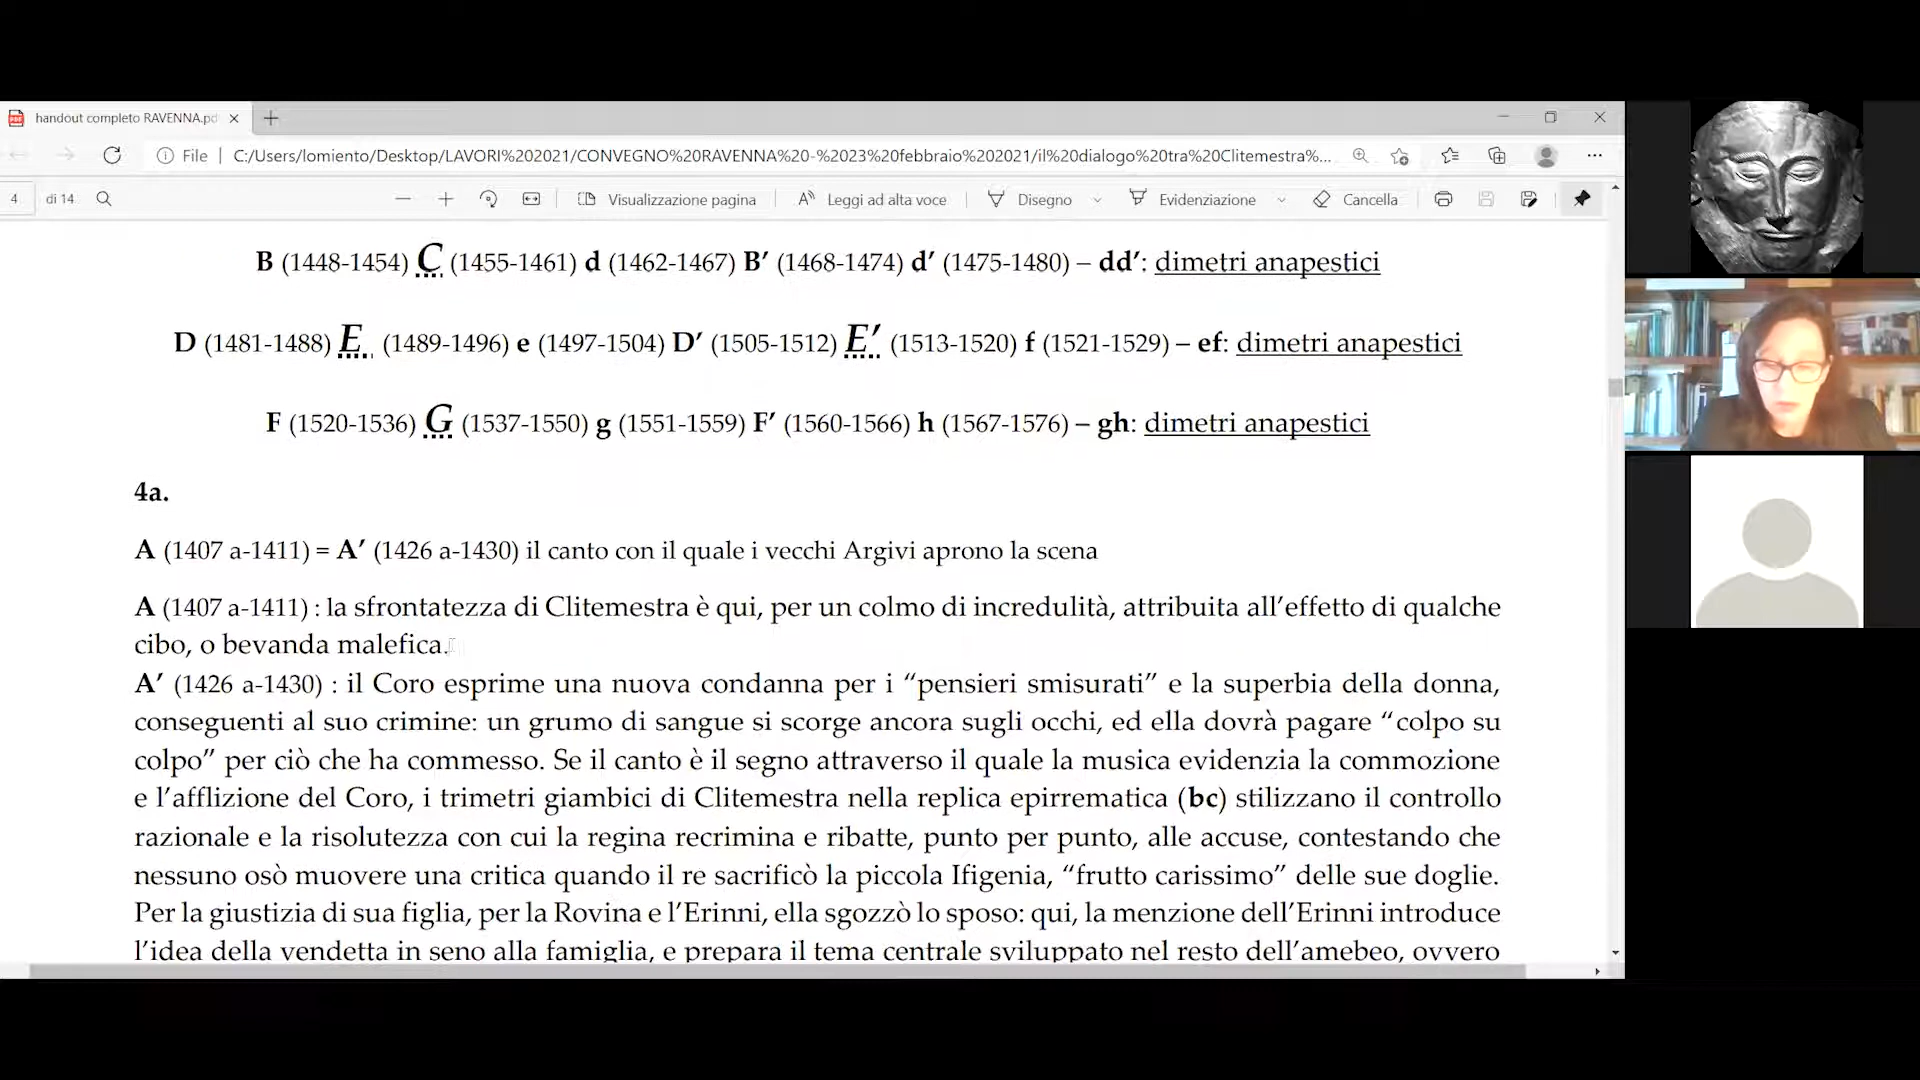 handout completo RAVENNA.pd
File
C:/Users/lomiento/Desktop/LAVORI%202021/CONVEGNO%20RAVENNA%20-%2023%20febbraio%202021/il%20dialogo%20tra%20Clitemestra%...
4 di 14
Visualizzazione pagina
Leggi ad alta voce
Disegno
Evidenziazione
Cancella
B (1448-1454) C (1455-1461) d (1462-1467) B′ (1468-1474) d′ (1475-1480) – dd′: dimetri anapestici
D (1481-1488) E (1489-1496) e (1497-1504) D′ (1505-1512) E′ (1513-1520) f (1521-1529) – ef: dimetri anapestici
F (1520-1536) G (1537-1550) g (1551-1559) F′ (1560-1566) h (1567-1576) – gh: dimetri anapestici
4a.
A (1407 a-1411) = A′ (1426 a-1430) il canto con il quale i vecchi Argivi aprono la scena
A (1407 a-1411) : la sfrontatezza di Clitemestra è qui, per un colmo di incredulità, attribuita all’effetto di qualche
cibo, o bevanda malefica.
A′ (1426 a-1430) : il Coro esprime una nuova condanna per i “pensieri smisurati” e la superbia della donna,
conseguenti al suo crimine: un grumo di sangue si scorge ancora sugli occhi, ed ella dovrà pagare “colpo su
colpo” per ciò che ha commesso. Se il canto è il segno attraverso il quale la musica evidenzia la commozione
e l’afflizione del Coro, i trimetri giambici di Clitemestra nella replica epirrematica (bc) stilizzano il controllo
razionale e la risolutezza con cui la regina recrimina e ribatte, punto per punto, alle accuse, contestando che
nessuno osò muovere una critica quando il re sacrificò la piccola Ifigenia, “frutto carissimo” delle sue doglie.
Per la giustizia di sua figlia, per la Rovina e l’Erinni, ella sgozzò lo sposo: qui, la menzione dell’Erinni introduce
l’idea della vendetta in seno alla famiglia, e prepara il tema centrale sviluppato nel resto dell’amebeo, ovvero